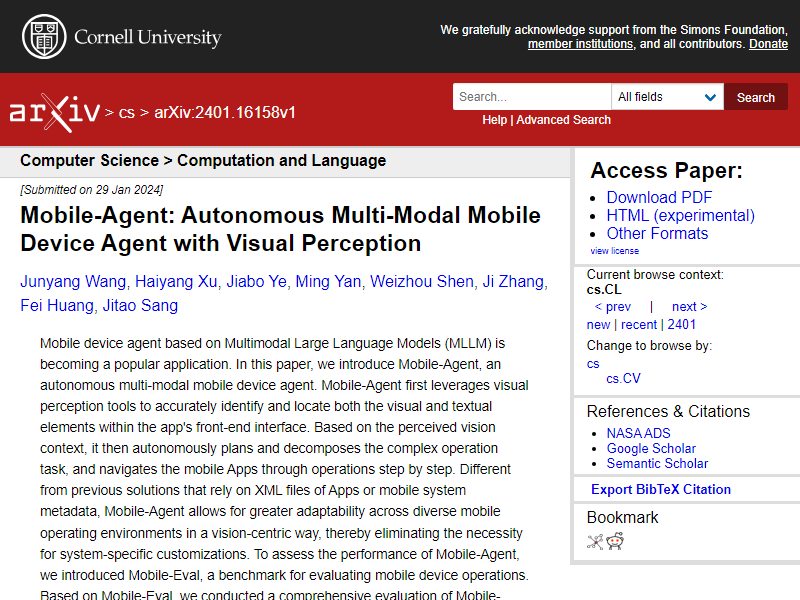 Cornell University
We gratefully acknowledge support from the Simons Foundation,
member institutions, and all contributors. Donate
arXiv > cs > arXiv:2401.16158v1
Search...
All fields
Search
Help | Advanced Search
Computer Science > Computation and Language
[Submitted on 29 Jan 2024]
Mobile-Agent: Autonomous Multi-Modal Mobile
Device Agent with Visual Perception
Junyang Wang, Haiyang Xu, Jiabo Ye, Ming Yan, Weizhou Shen, Ji Zhang,
Fei Huang, Jitao Sang
Mobile device agent based on Multimodal Large Language Models (MLLM) is
becoming a popular application. In this paper, we introduce Mobile-Agent, an
autonomous multi-modal mobile device agent. Mobile-Agent first leverages visual
perception tools to accurately identify and locate both the visual and textual
elements within the app's front-end interface. Based on the perceived vision
context, it then autonomously plans and decomposes the complex operation
task, and navigates the mobile Apps through operations step by step. Different
from previous solutions that rely on XML files of Apps or mobile system
metadata, Mobile-Agent allows for greater adaptability across diverse mobile
operating environments in a vision-centric way, thereby eliminating the necessity
for system-specific customizations. To assess the performance of Mobile-Agent,
we introduced Mobile-Eval, a benchmark for evaluating mobile device operations.
Based on Mobile-Eval, we conducted a comprehensive evaluation of Mobile-
Access Paper:
Download PDF
HTML (experimental)
Other Formats
view license
Current browse context:
cs.CL
< prev | next >
new | recent | 2401
Change to browse by:
cs
cs.CV
References & Citations
NASA ADS
Google Scholar
Semantic Scholar
Export BibTeX Citation
Bookmark